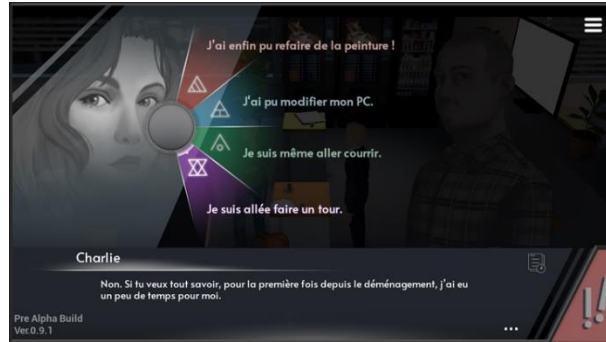 J'ai enfin pu refaire de la peinture !
J'ai pu modifier mon PC.
Je suis même aller courrir.
Je suis allée faire un tour.
Charlie
Non. Si tu veux tout savoir, pour la première fois depuis le déménagement, j'ai eu
un peu de temps pour moi.
Pre Alpha Build
Ver.0.9.1
...
!!